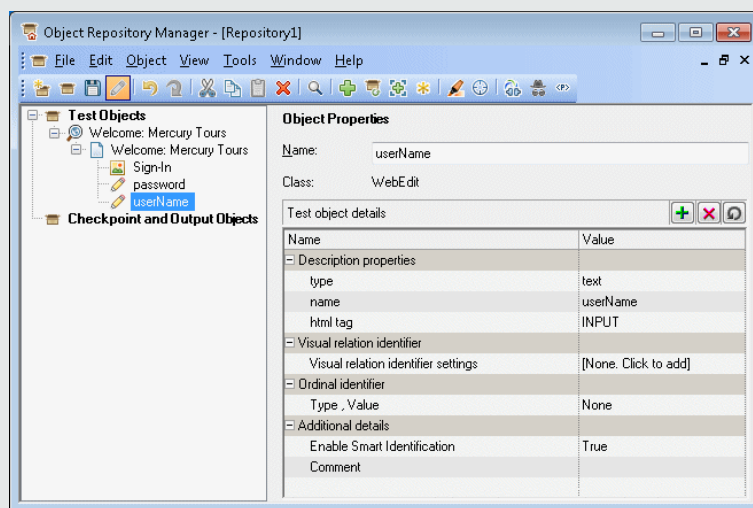 Object Repository Manager - [Repository1]
File Edit Object View Tools Window Help
<P>
Test Objects
Welcome: Mercury Tours
Welcome: Mercury Tours
Sign-In
password
userName
Checkpoint and Output Objects
Object Properties
Name: userName
Class: WebEdit
Test object details
Name Value
Description properties
type text
name userName
html tag INPUT
Visual relation identifier
Visual relation identifier settings [None. Click to add]
Ordinal identifier
Type , Value None
Additional details
Enable Smart Identification True
Comment